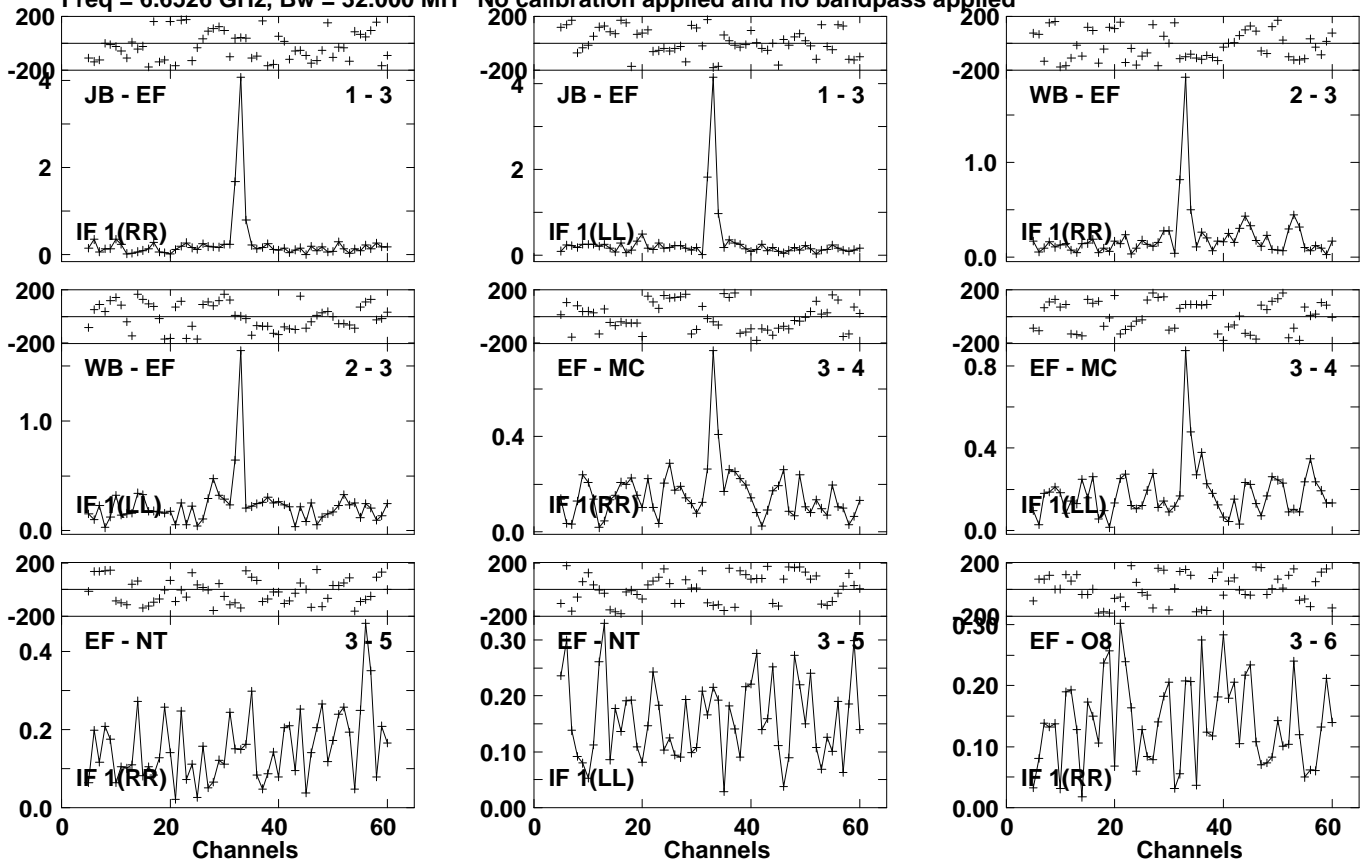 Freq = 6.6526 GHz, Bw = 32.000 MH No calibration applied and no bandpass applied
200
-200
4
2
0
JB - EF
1 - 3
IF 1(RR)
200
-200
4
2
0
JB - EF
1 - 3
IF 1(LL)
200
-200
1.0
0.0
WB - EF
2 - 3
IF 1(RR)
200
-200
1.0
0.0
WB - EF
2 - 3
IF 1(LL)
200
-200
0.4
0.0
EF - MC
3 - 4
IF 1(RR)
200
-200
0.8
0.4
0.0
EF - MC
3 - 4
IF 1(LL)
200
-200
0.4
0.2
0.0
EF - NT
3 - 5
IF 1(RR)
0 20 40 60
Channels
200
-200
0.30
0.20
0.10
0.00
EF - NT
3 - 5
IF 1(LL)
0 20 40 60
Channels
200
-200
0.30
0.20
0.10
0.00
EF - O8
3 - 6
IF 1(RR)
0 20 40 60
Channels